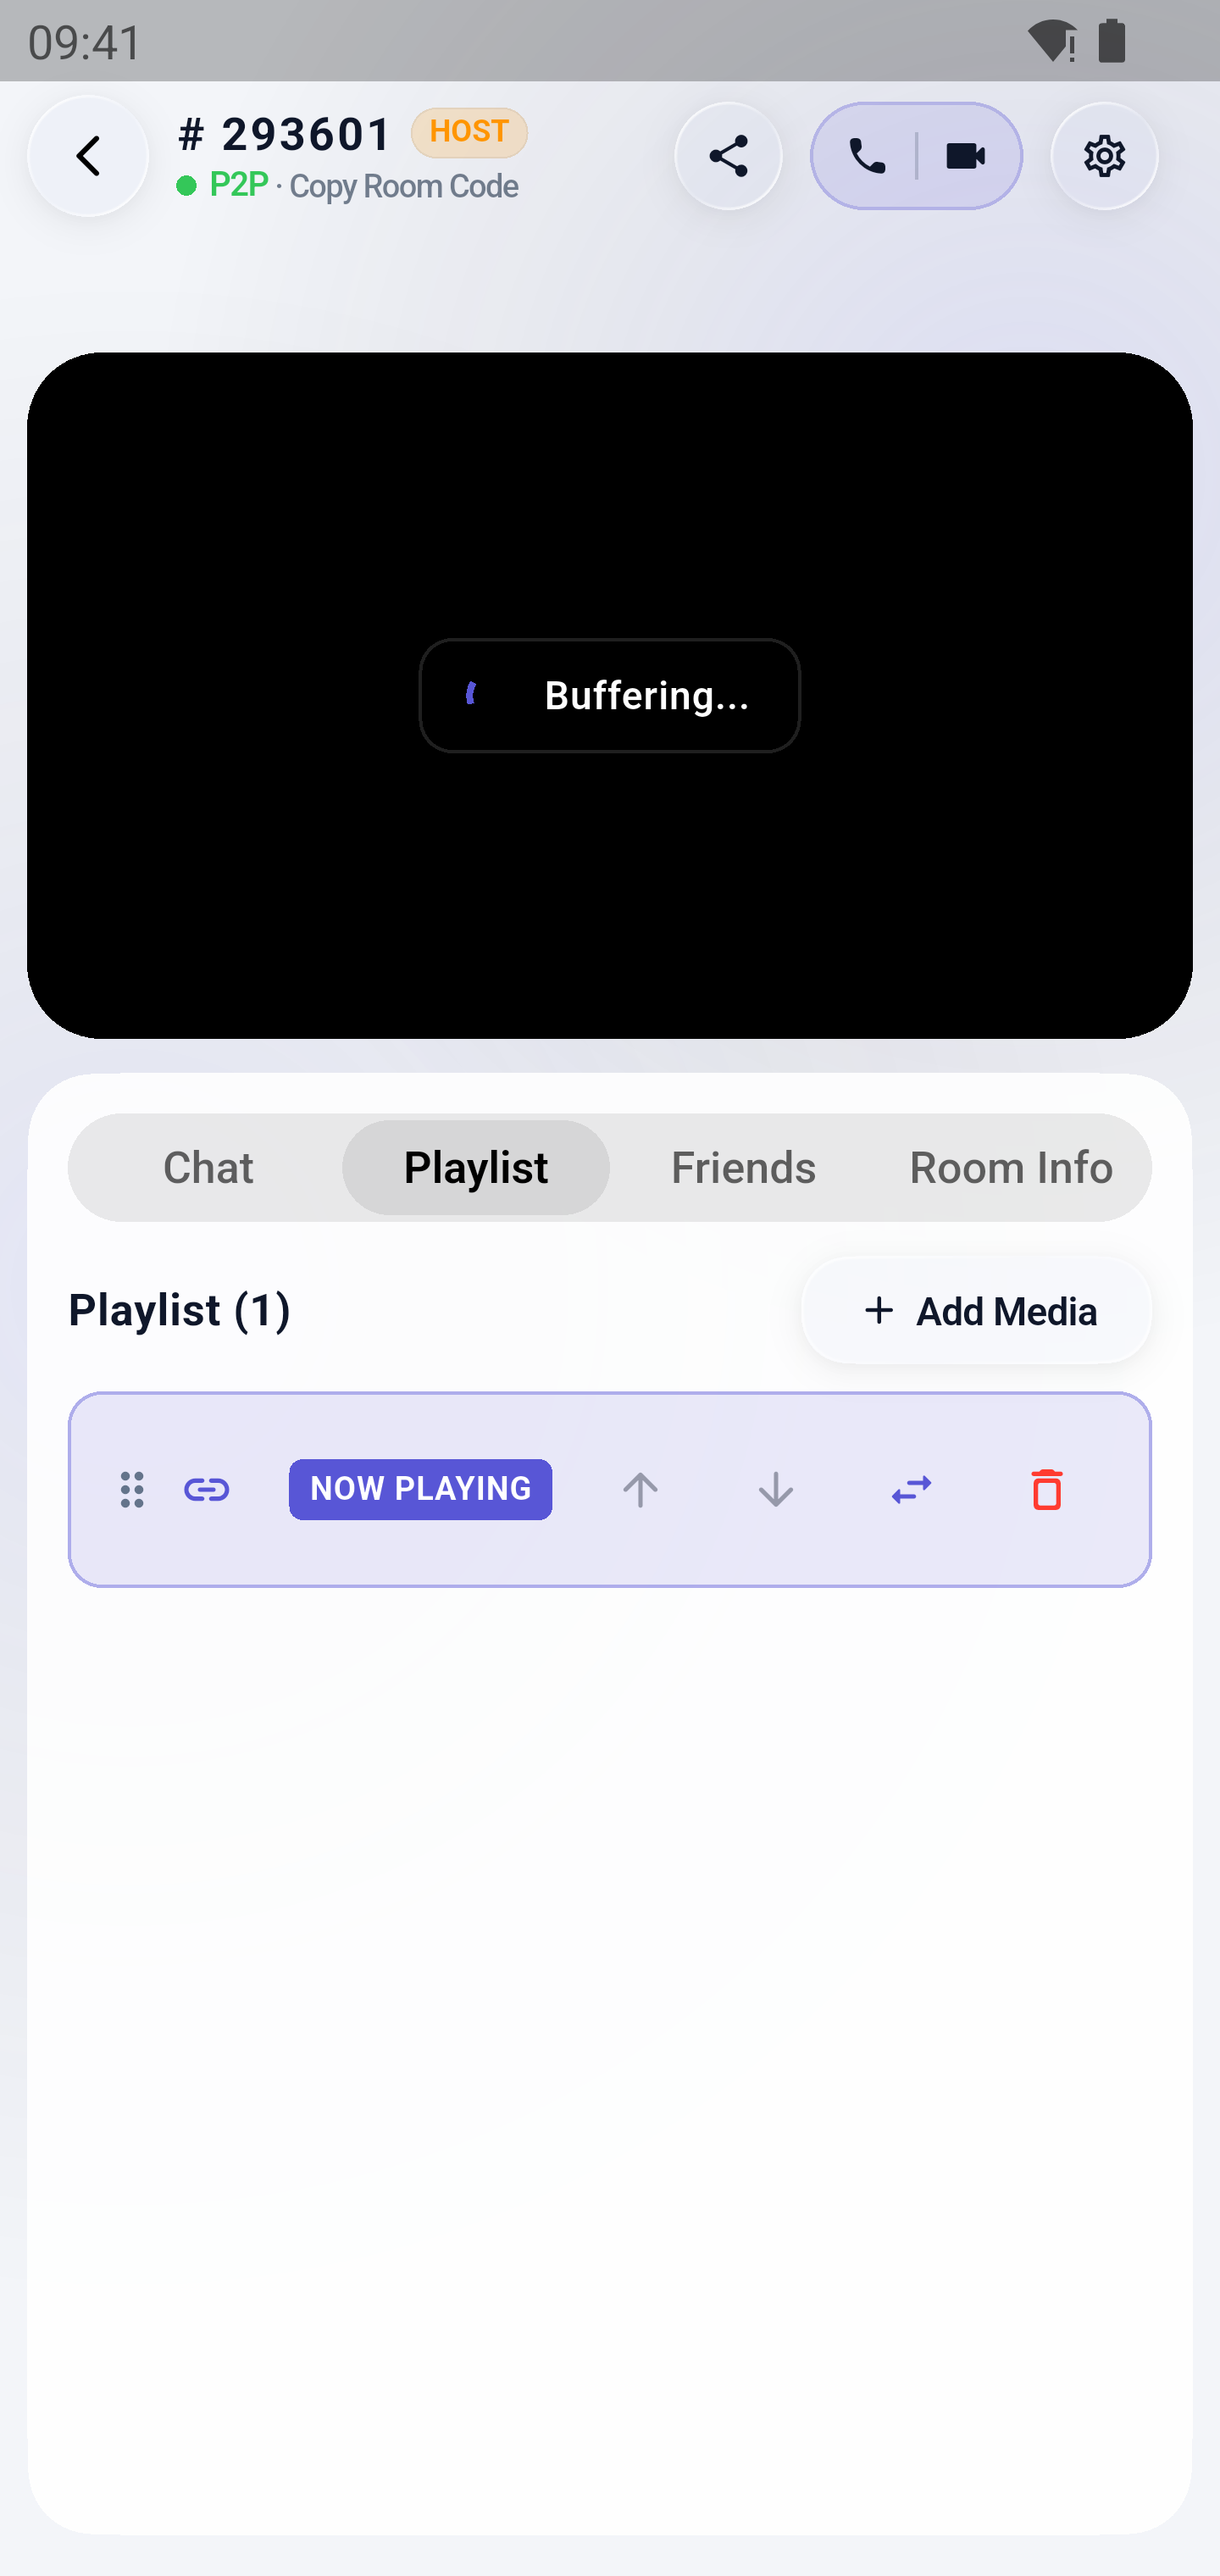 09:41
# 293601 HOST
P2P · Copy Room Code
Buffering...
Chat Playlist Friends Room Info
Playlist (1) + Add Media
NOW PLAYING